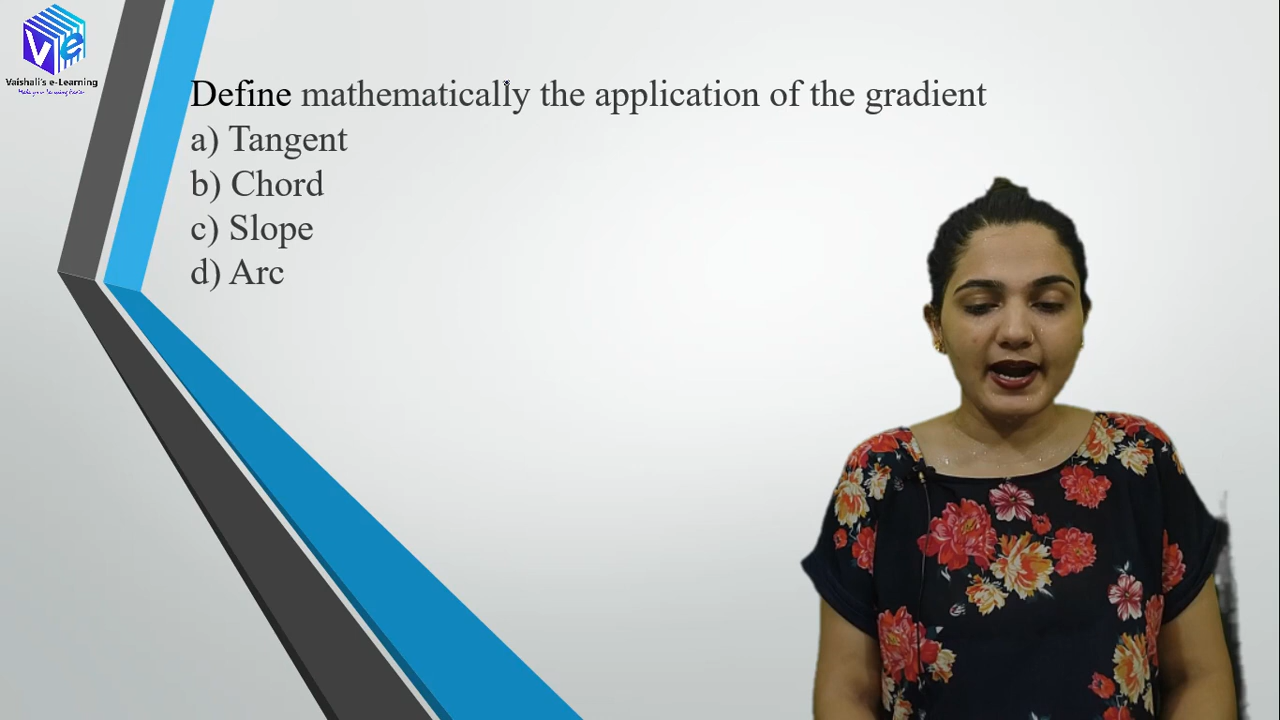 Vaishali's e-Learning
Define mathematically the application of the gradient
a) Tangent
b) Chord
c) Slope
d) Arc